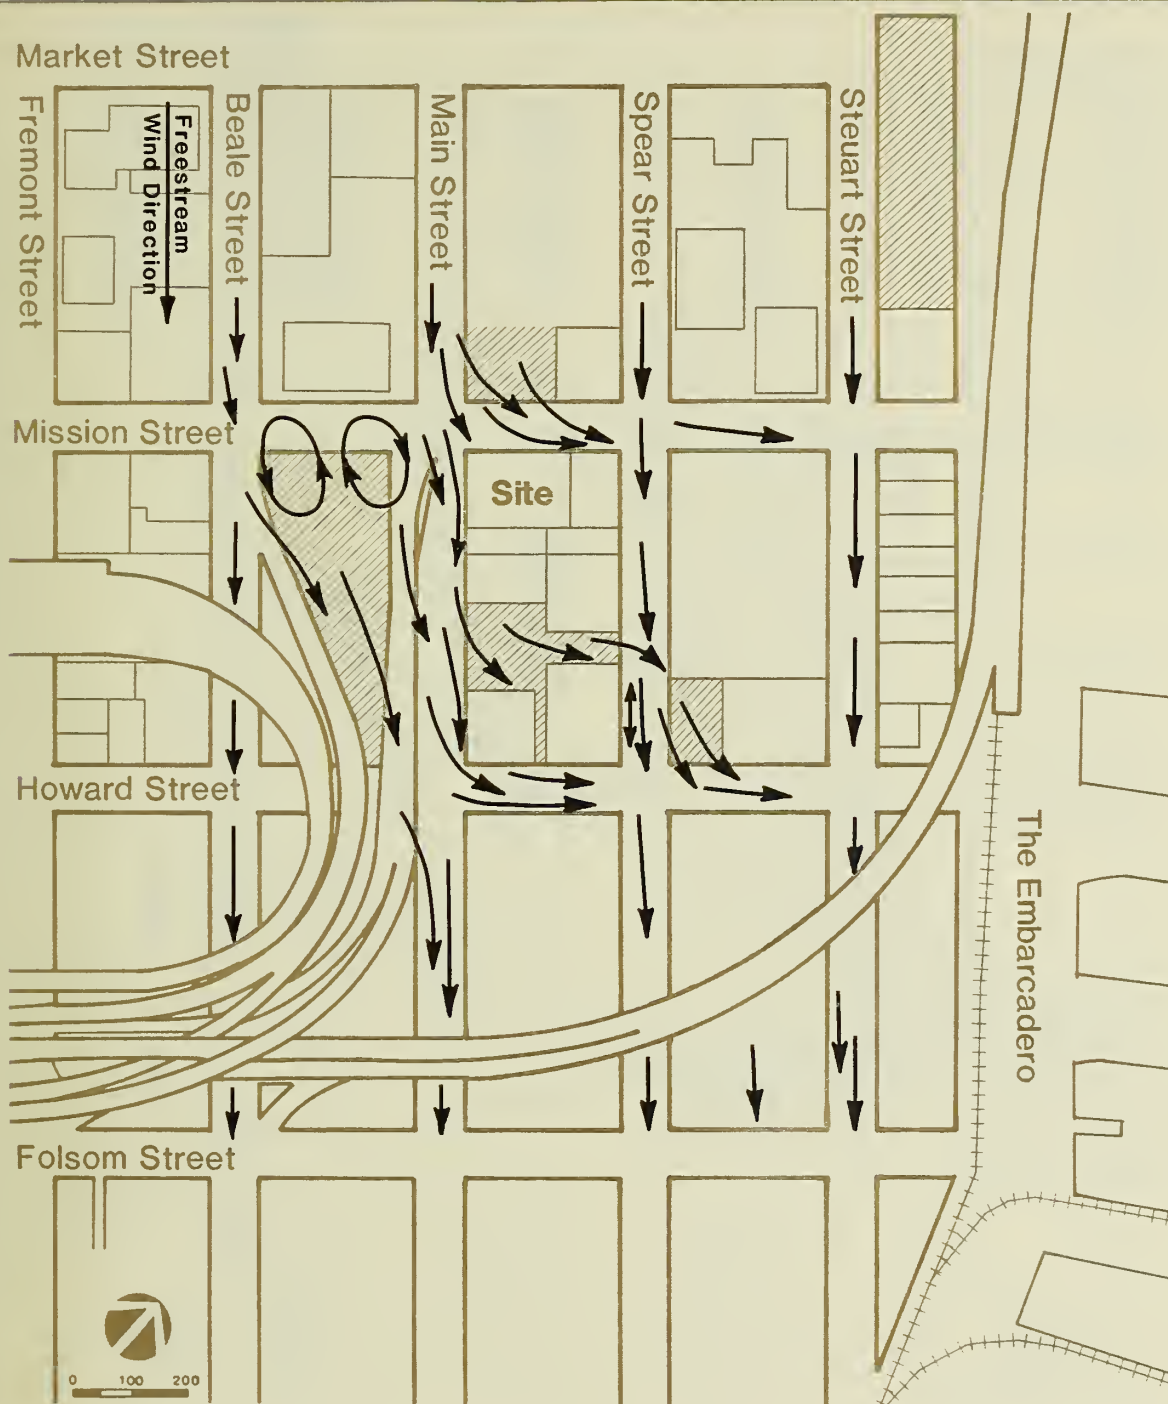 Market Street
Fremont Street
Freestream
Wind Direction
Beale Street
Main Street
Spear Street
Steuart Street
Mission Street
Site
Howard Street
The Embarcadero
Folsom Street
0 100 200